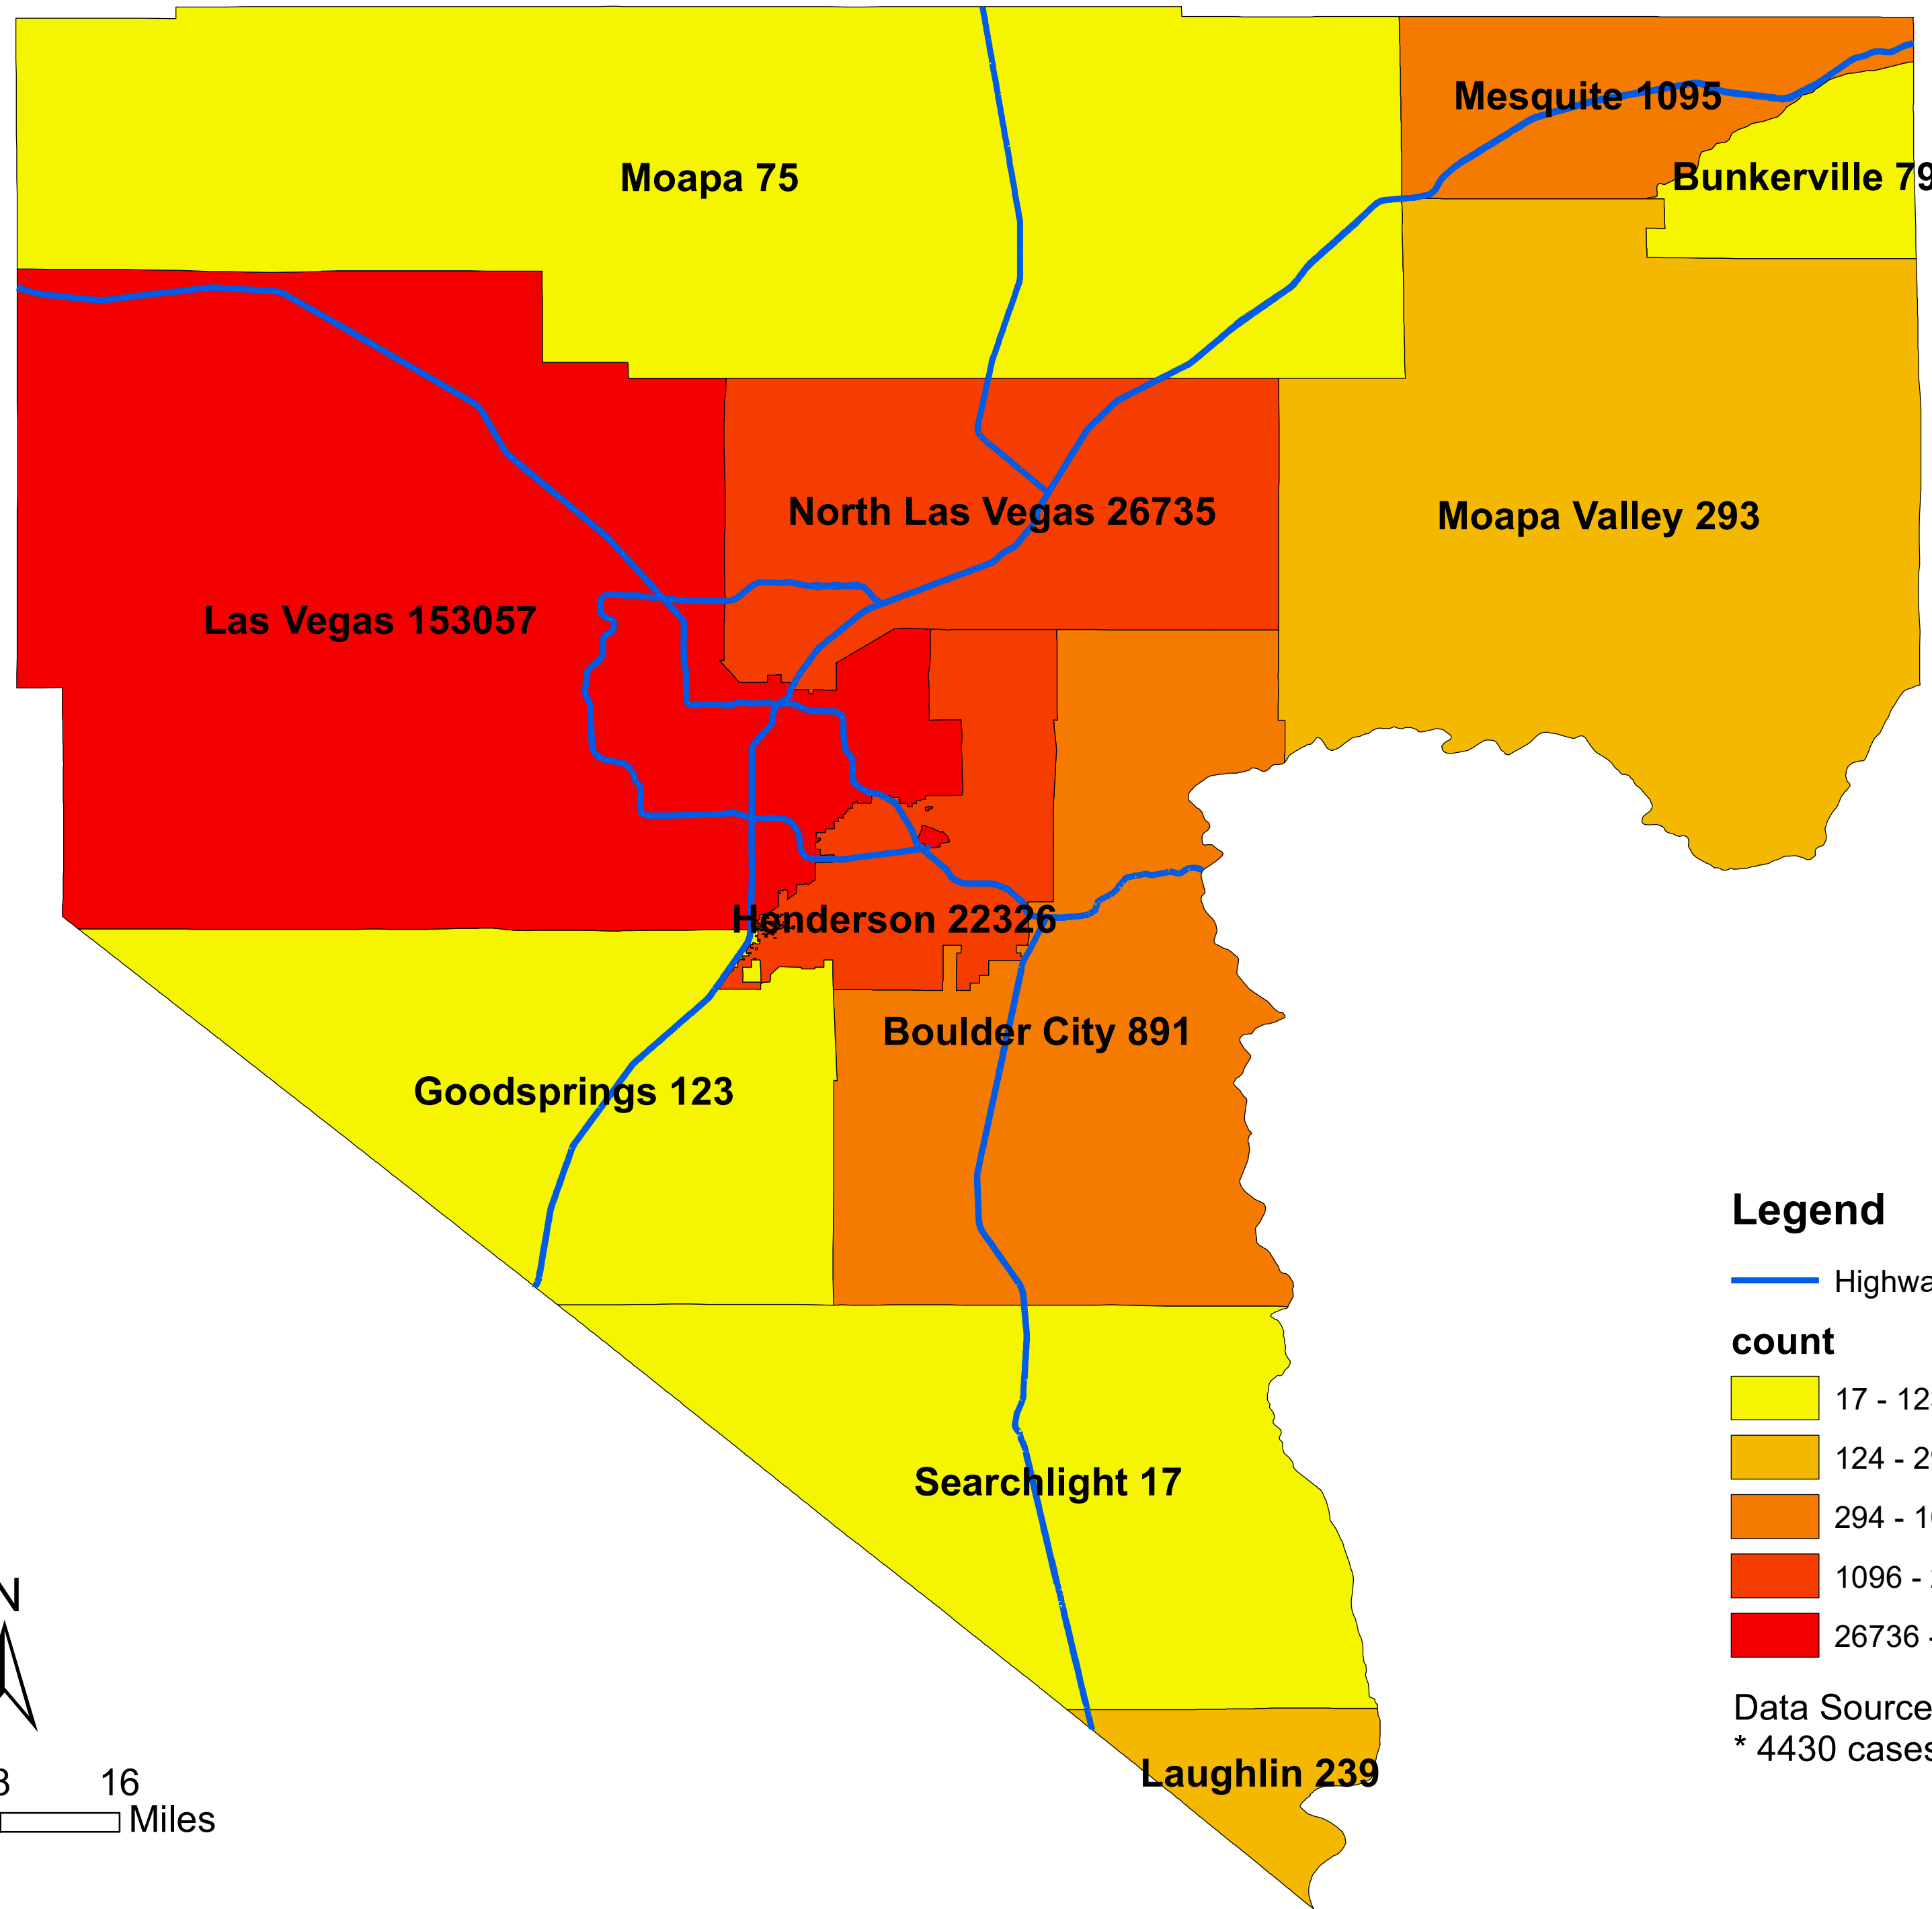 Mesquite 1095
Moapa 75
Bunkerville 79
North Las Vegas 26735
Moapa Valley 293
Las Vegas 153057
Henderson 22326
Boulder City 891
Goodsprings 123
Searchlight 17
Laughlin 239
Legend
count
17 - 12
124 - 2
294 - 1
1096 -
26736 -
Data Source
* 4430 cases
N
16
Miles